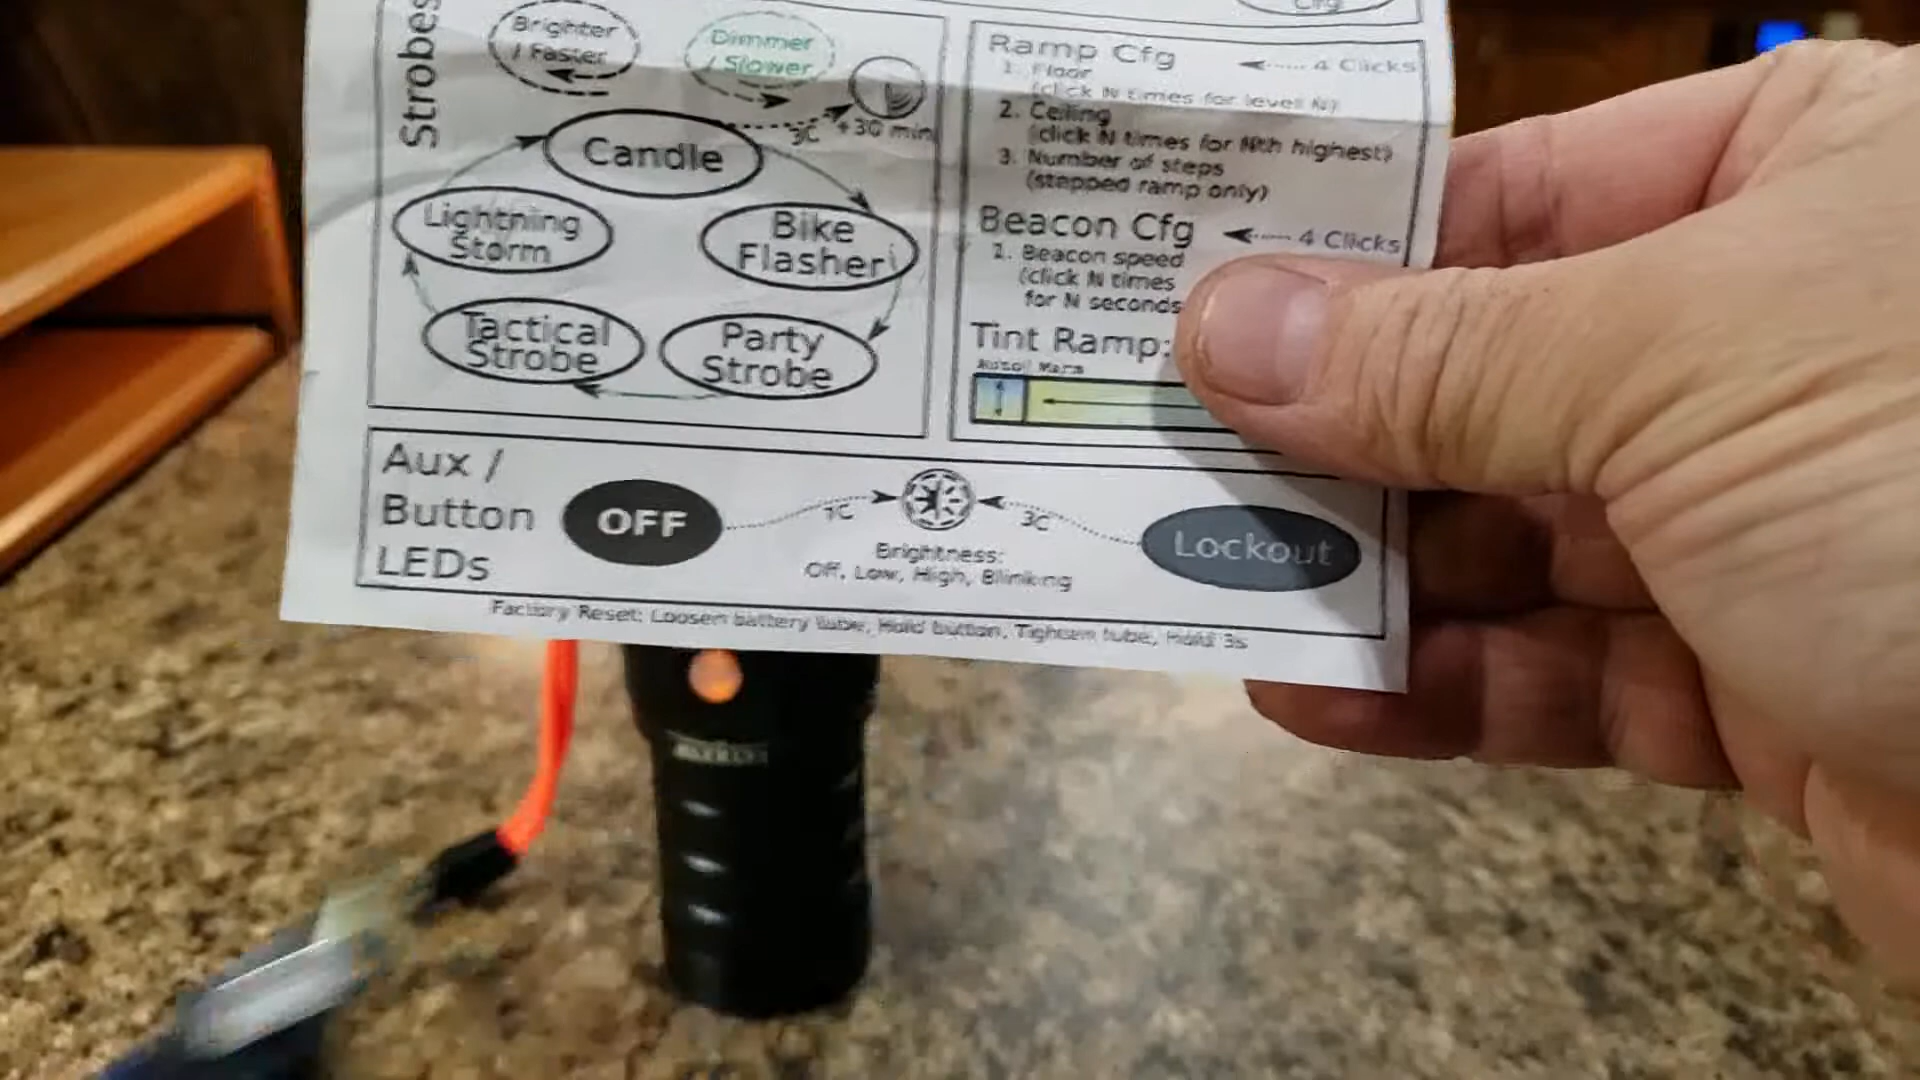 Strobes
Brighter
/ Faster
Dimmer
/ Slower
3C
+30 min
Candle
Lightning
Storm
Bike
Flasher
Tactical
Strobe
Party
Strobe
Cfg
Ramp Cfg
4 Clicks
1. Floor
(click N times for level N)
2. Ceiling
(click N times for Nth highest)
3. Number of steps
(stepped ramp only)
Beacon Cfg
4 Clicks
1. Beacon speed
(click N times
for N seconds
Tint Ramp:
Auto Warm
Aux /
Button
LEDs
OFF
7C
3C
Lockout
Brightness:
Off, Low, High, Blinking
Factory Reset: Loosen battery tube, Hold button, Tighten tube, Hold 3s